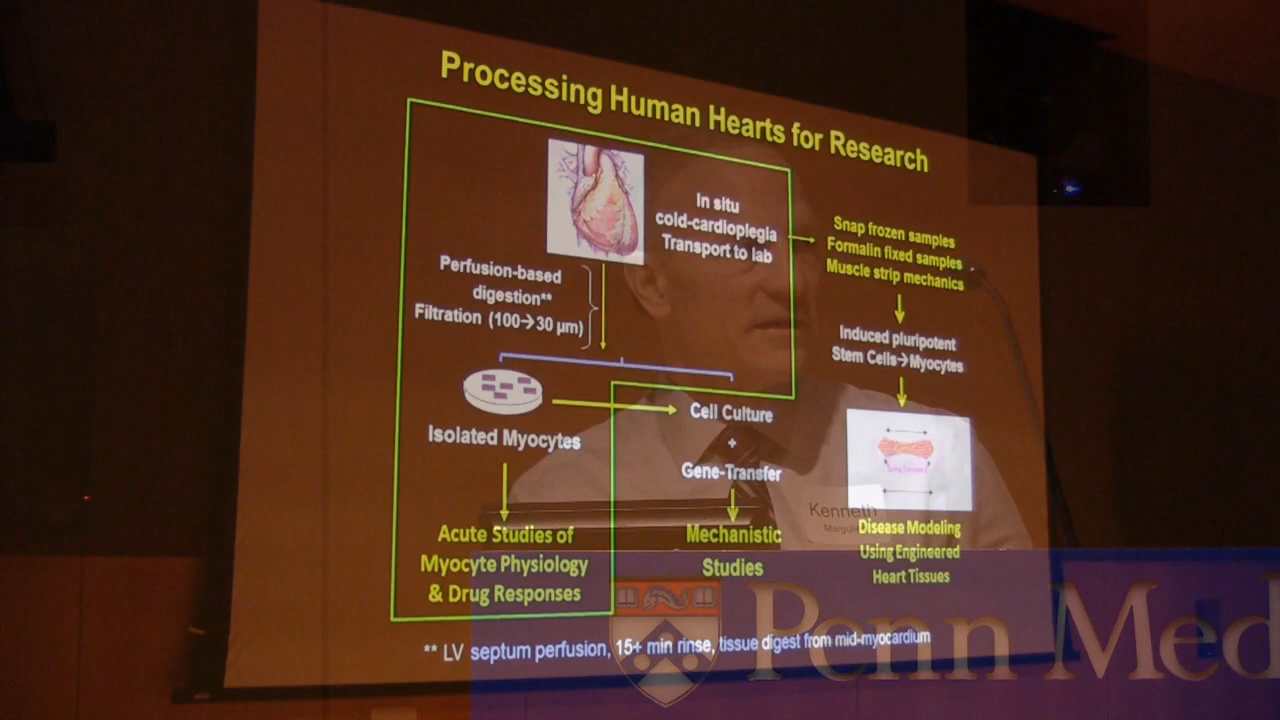 Processing Human Hearts for Research
In situ
cold-cardioplegia
Transport to lab
Snap frozen samples
Formalin fixed samples
Muscle strip mechanics
Perfusion-based
digestion**
Filtration (100→30 µm)
Induced pluripotent
Stem Cells→Myocytes
Cell Culture
+
Gene-Transfer
Isolated Myocytes
Kenneth
Acute Studies of
Myocyte Physiology
& Drug Responses
Mechanistic
Studies
Disease Modeling
Using Engineered
Heart Tissues
** LV septum perfusion, 15+ min rinse, tissue digest from mid-myocardium
Penn Med